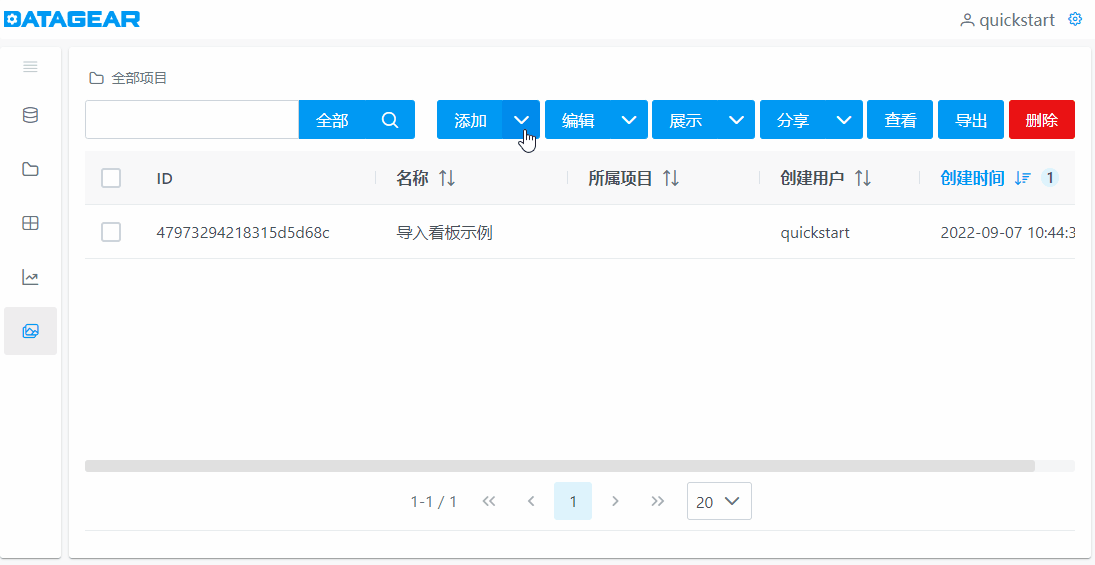 DATAGEAR
quickstart
全部项目
全部
添加
编辑
展示
分享
查看
导出
删除
ID 名称 所属项目 创建用户 创建时间 1
47973294218315d5d68c 导入看板示例 quickstart 2022-09-07 10:44:3
1-1 / 1
1
20